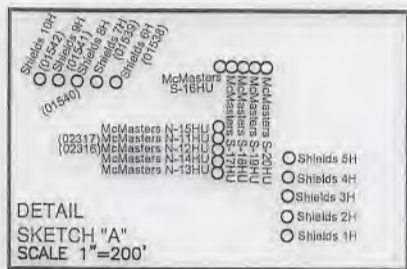 Shields 10H
(01542)
Shields 9H
(01541)
Shields 8H
(01540)
Shields 7H
(01539)
Shields 6H
(01538)
McMasters
S-16HU
McMasters S-17HU
McMasters S-18HU
McMasters S-19HU
McMasters S-20HU
McMasters N-15HU
(02317) McMasters N-11HU
(02316) McMasters N-12HU
McMasters N-14HU
McMasters N-13HU
Shields 5H
Shields 4H
Shields 3H
Shields 2H
Shields 1H
DETAIL
SKETCH "A"
SCALE 1"=200'